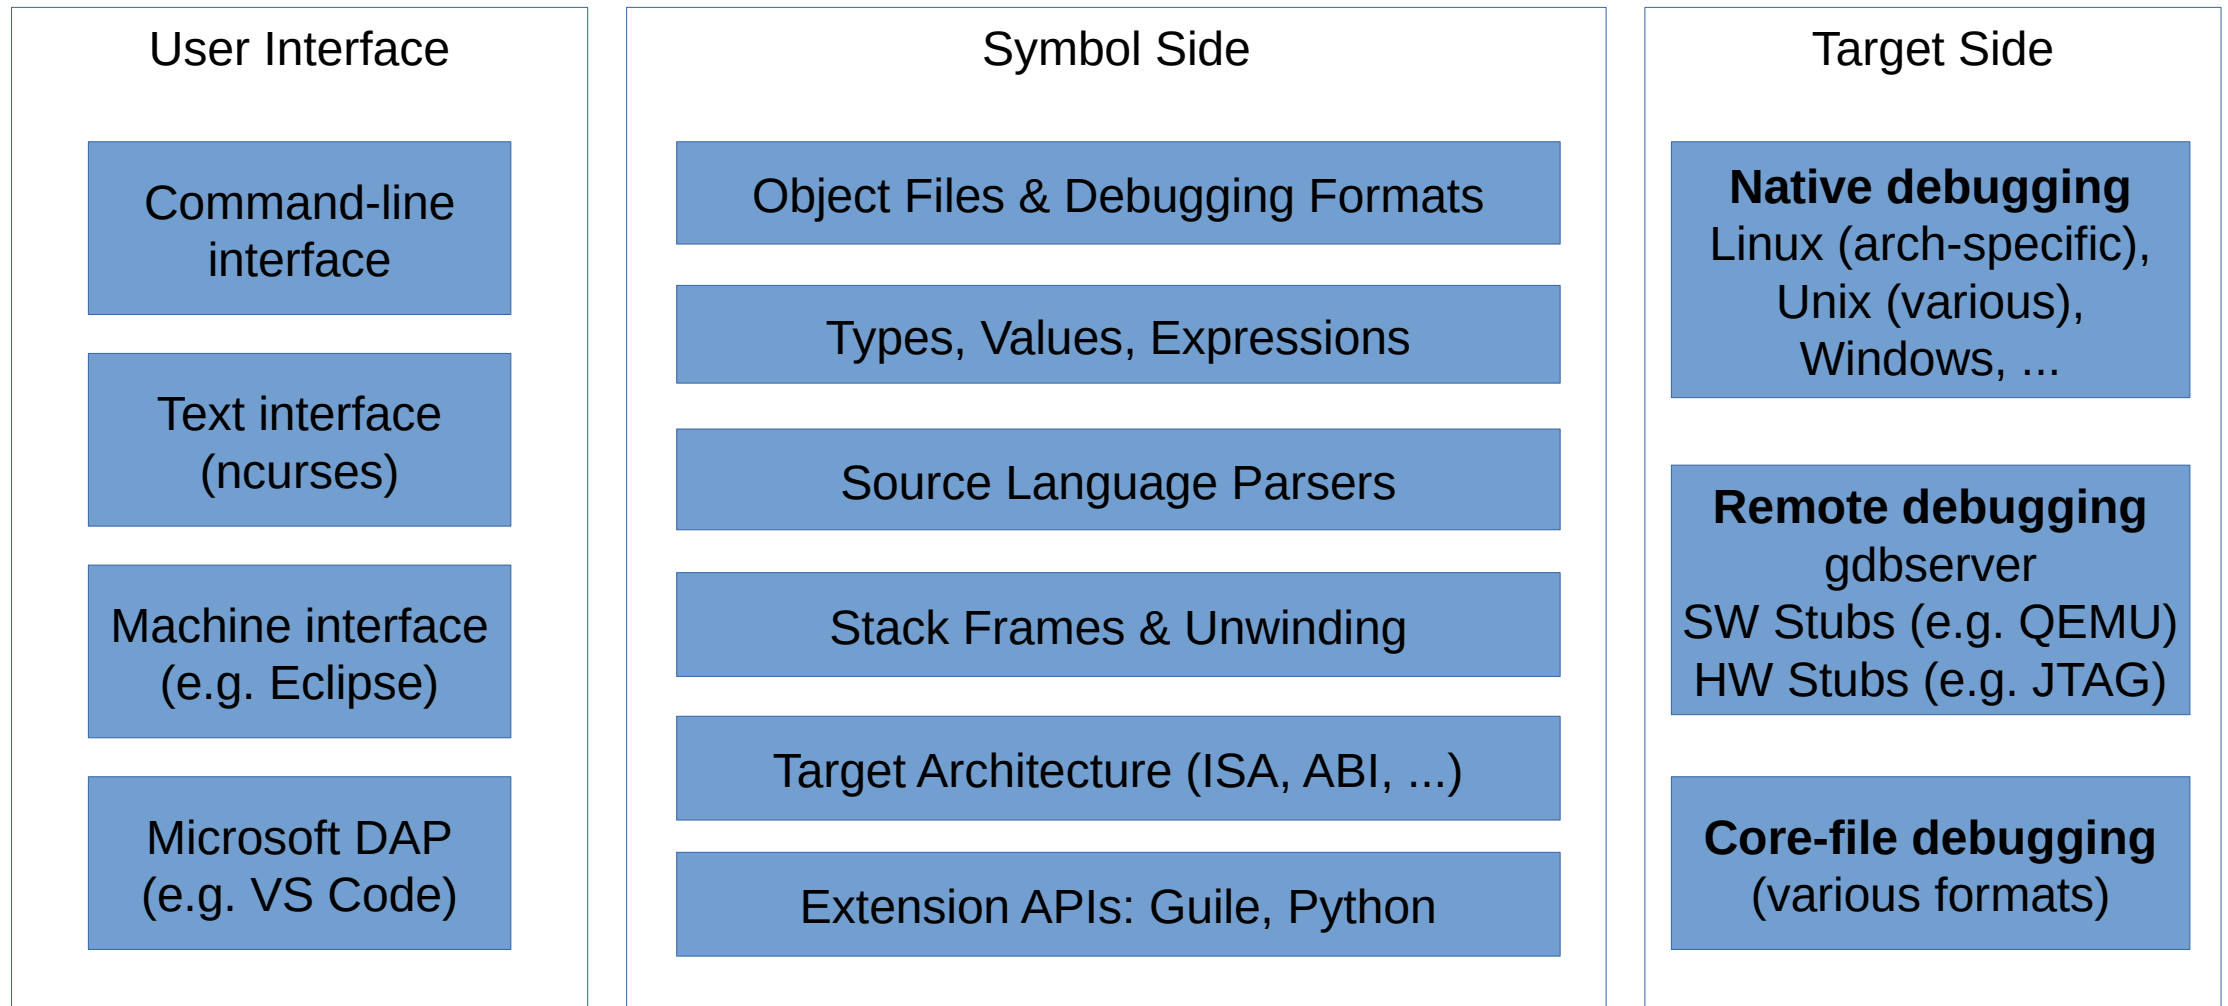 User Interface
Command-line
interface
Text interface
(ncurses)
Machine interface
(e.g. Eclipse)
Microsoft DAP
(e.g. VS Code)
Symbol Side
Object Files & Debugging Formats
Types, Values, Expressions
Source Language Parsers
Stack Frames & Unwinding
Target Architecture (ISA, ABI, ...)
Extension APIs: Guile, Python
Target Side
Native debugging
Linux (arch-specific),
Unix (various),
Windows, ...
Remote debugging
gdbserver
SW Stubs (e.g. QEMU)
HW Stubs (e.g. JTAG)
Core-file debugging
(various formats)